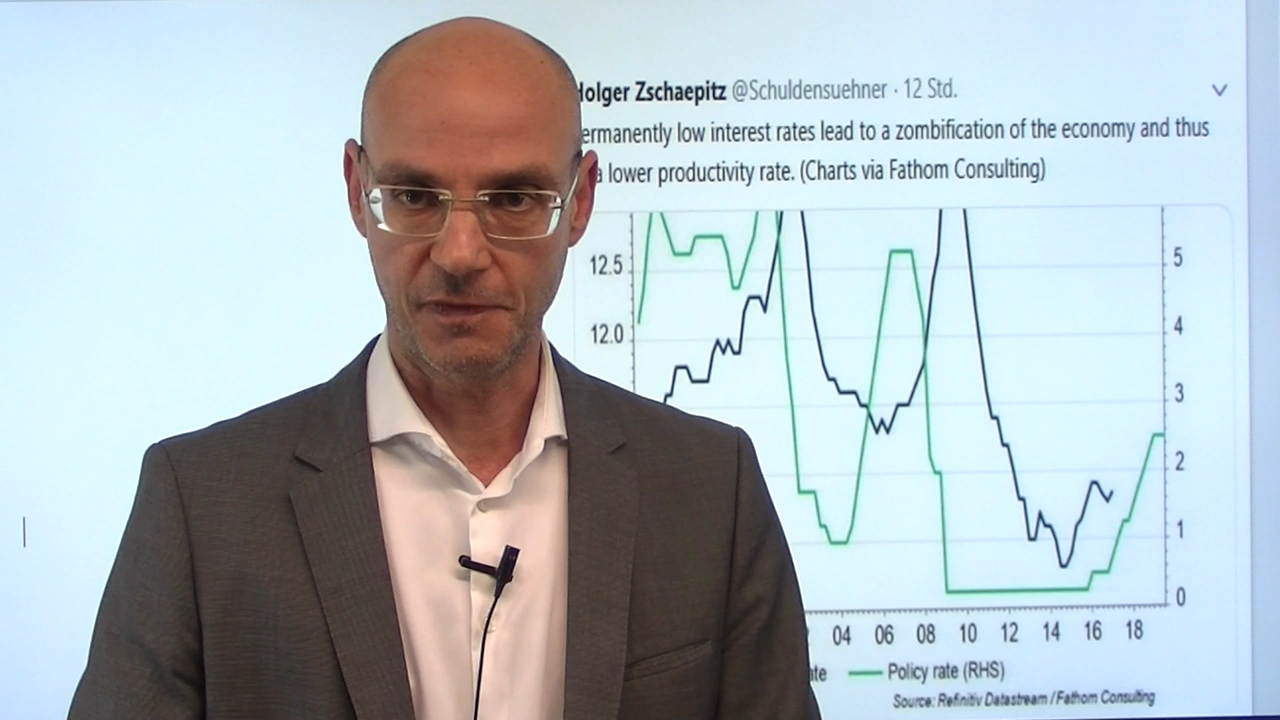 Holger Zschaepitz @Schuldensuehner · 12 Std.
ermanently low interest rates lead to a zombification of the economy and thus
a lower productivity rate. (Charts via Fathom Consulting)
12.5
12.0
5
4
3
2
1
0
04 06 08 10 12 14 16 18
Policy rate (RHS)
Source: Refinitiv Datastream / Fathom Consulting